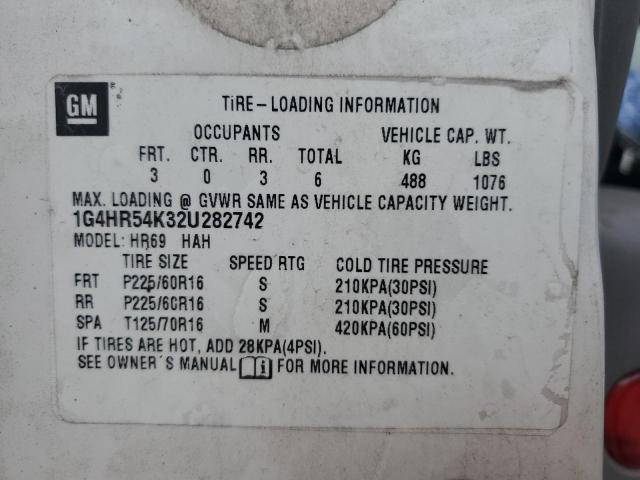 GM
TiRE-LOADING INFORMATION
OCCUPANTS VEHICLE CAP. WT.
FRT. CTR. RR. TOTAL KG LBS
3 0 3 6 488 1076
MAX. LOADING @ GVWR SAME AS VEHICLE CAPACITY WEIGHT.
1G4HR54K32U282742
MODEL: HR69 HAH
TIRE SIZE SPEED RTG COLD TIRE PRESSURE
FRT P225/60R16 S 210KPA(30PSI)
RR P225/60R16 S 210KPA(30PSI)
SPA T125/70R16 M 420KPA(60PSI)
IF TIRES ARE HOT, ADD 28KPA(4PSI).
SEE OWNER'S MANUAL i FOR MORE INFORMATION.